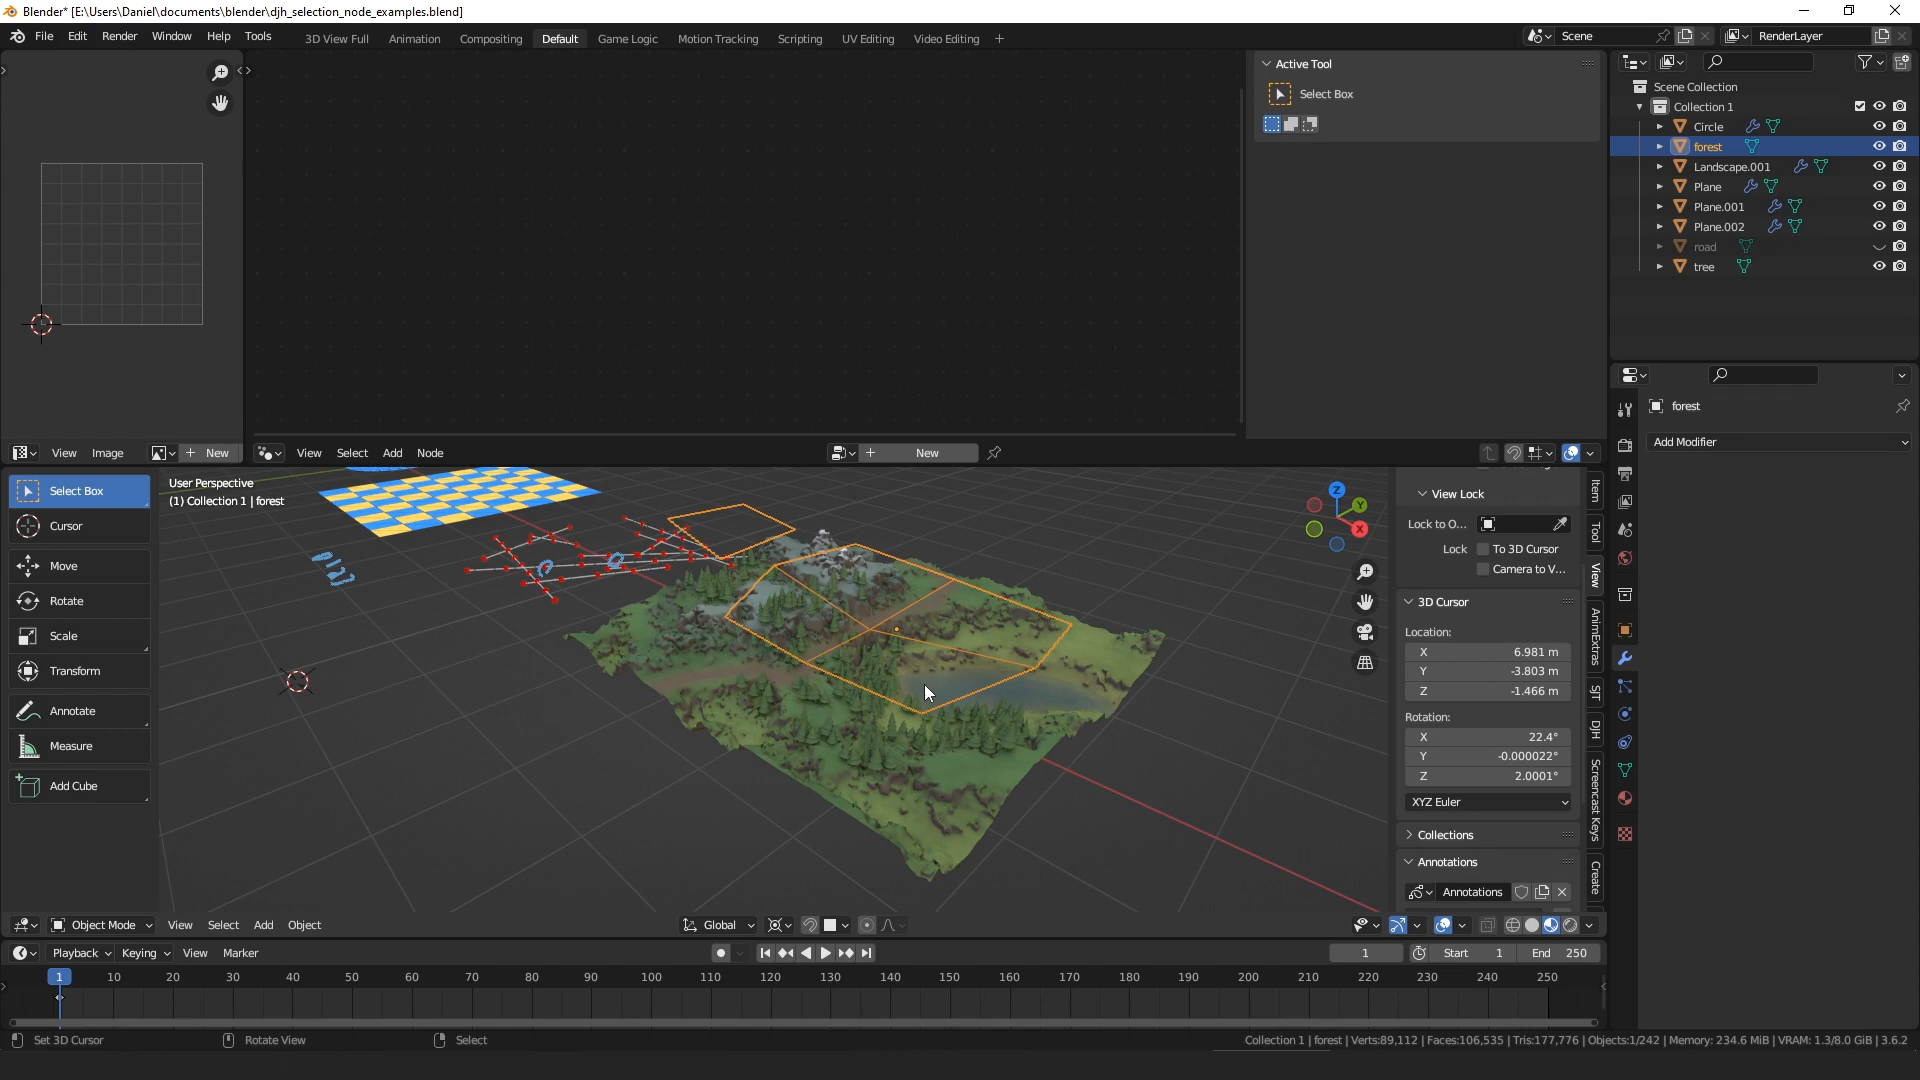 Blender* [E:\Users\Daniel\documents\blender\djh_selection_node_examples.blend]
File Edit Render Window Help Tools 3D View Full Animation Compositing Default Game Logic Motion Tracking Scripting UV Editing Video Editing Scene RenderLayer
Active Tool
Select Box
Scene Collection
Collection 1
Circle
forest
Landscape.001
Plane
Plane.001
Plane.002
road
tree
forest
Add Modifier
View Image New View Select Add Node New
Select Box
Cursor
Move
Rotate
Scale
Transform
Annotate
Measure
Add Cube
User Perspective
(1) Collection 1 | forest
Z
Y
X
View Lock
Lock to O...
Lock To 3D Cursor
Camera to V...
3D Cursor
Location:
X 6.981 m
Y -3.803 m
Z -1.466 m
Rotation:
X 22.4°
Y -0.000022°
Z 2.0001°
XYZ Euler
Collections
Annotations
Annotations
Item
Tool
View
AnimExtras
SJT
DJH
Screencast Keys
Create
Object Mode View Select Add Object Global
Playback Keying View Marker 1 Start 1 End 250
1 10 20 30 40 50 60 70 80 90 100 110 120 130 140 150 160 170 180 190 200 210 220 230 240 250
Set 3D Cursor Rotate View Select Collection 1 | forest | Verts:89,112 | Faces:106,535 | Tris:177,776 | Objects:1/242 | Memory: 234.6 MiB | VRAM: 1.3/8.0 GiB | 3.6.2